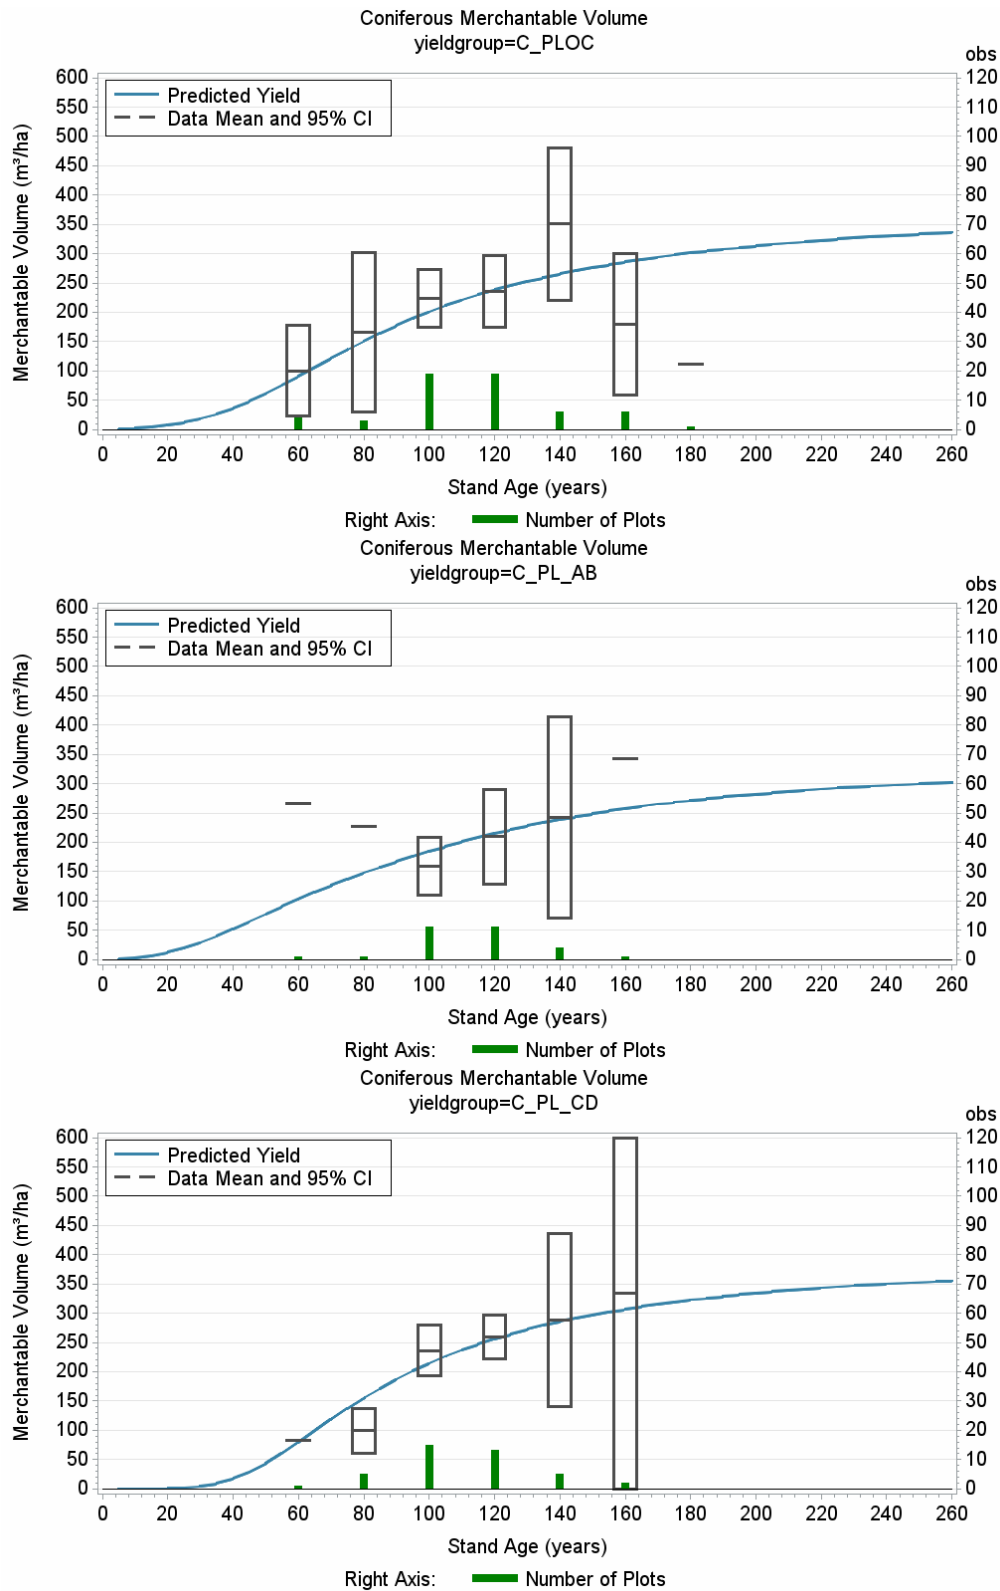 Coniferous Merchantable Volume
yieldgroup=C_PLOC
obs
600 120
550 110
500 100
450 90
400 80
350 70
300 60
250 50
200 40
150 30
100 20
50 10
0 0
Predicted Yield
Data Mean and 95% CI
Merchantable Volume (m³/ha)
0 20 40 60 80 100 120 140 160 180 200 220 240 260
Stand Age (years)
Right Axis: Number of Plots
Coniferous Merchantable Volume
yieldgroup=C_PL_AB
obs
600 120
550 110
500 100
450 90
400 80
350 70
300 60
250 50
200 40
150 30
100 20
50 10
0 0
Predicted Yield
Data Mean and 95% CI
Merchantable Volume (m³/ha)
0 20 40 60 80 100 120 140 160 180 200 220 240 260
Stand Age (years)
Right Axis: Number of Plots
Coniferous Merchantable Volume
yieldgroup=C_PL_CD
obs
600 120
550 110
500 100
450 90
400 80
350 70
300 60
250 50
200 40
150 30
100 20
50 10
0 0
Predicted Yield
Data Mean and 95% CI
Merchantable Volume (m³/ha)
0 20 40 60 80 100 120 140 160 180 200 220 240 260
Stand Age (years)
Right Axis: Number of Plots